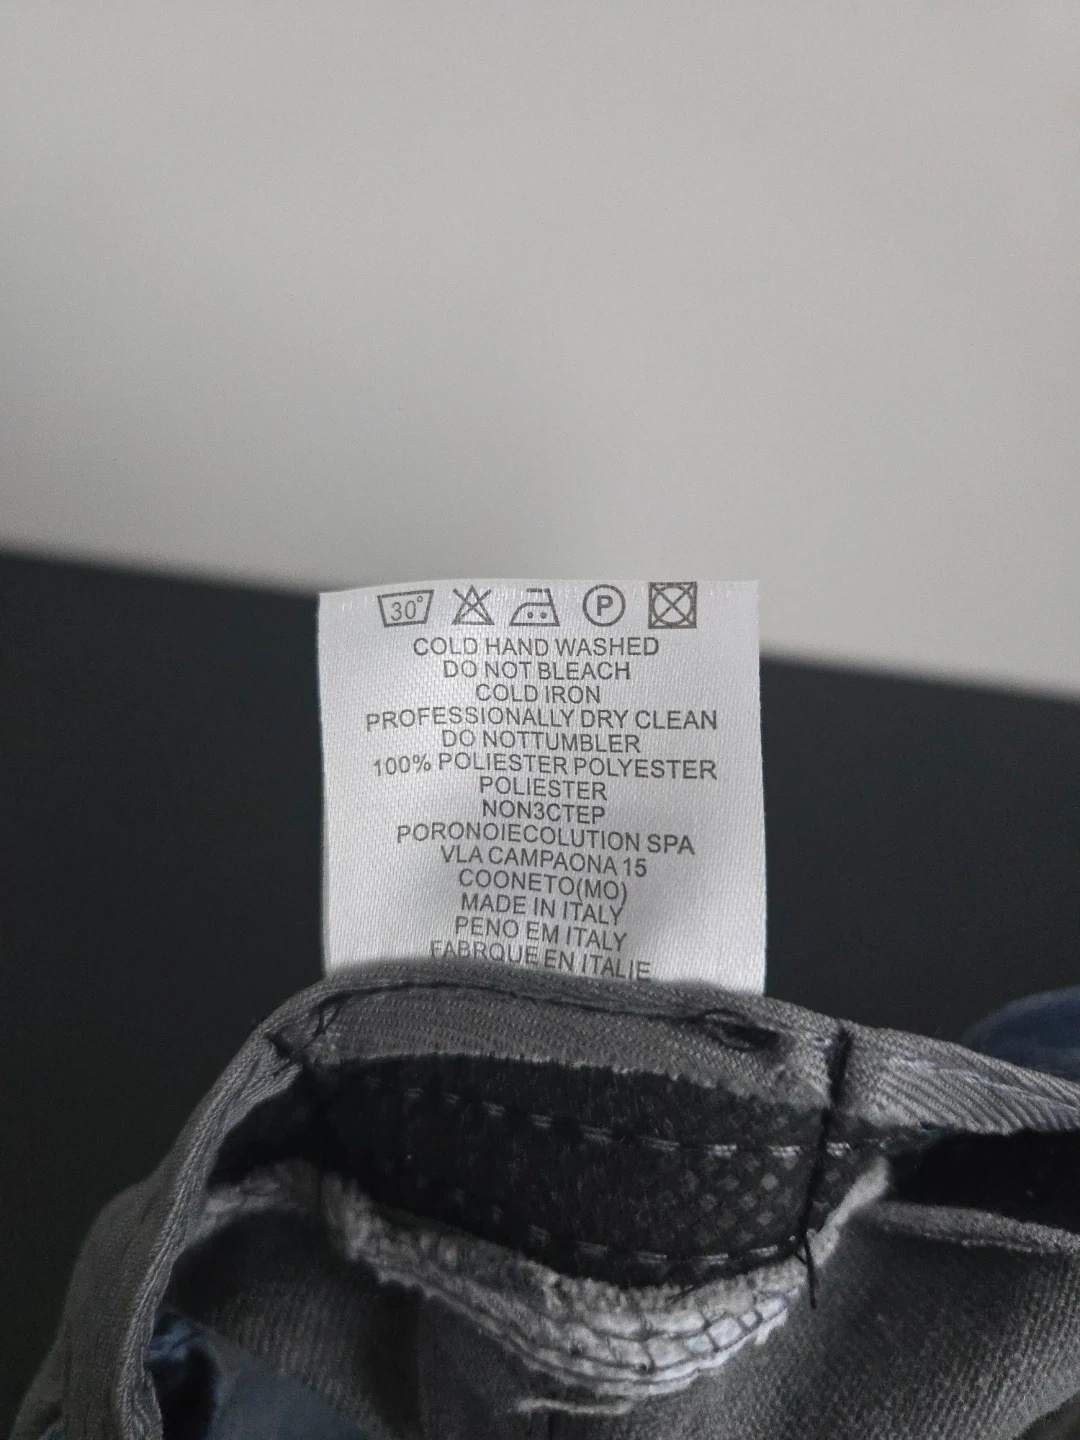 30° P
COLD HAND WASHED
DO NOT BLEACH
COLD IRON
PROFESSIONALLY DRY CLEAN
DO NOTTUMBLER
100% POLIESTER POLYESTER
POLIESTER
NON3CTEP
PORONOIECOLUTION SPA
VLA CAMPAONA 15
COONETO(MO)
MADE IN ITALY
PENO EM ITALY
FABRQUE EN ITALIE